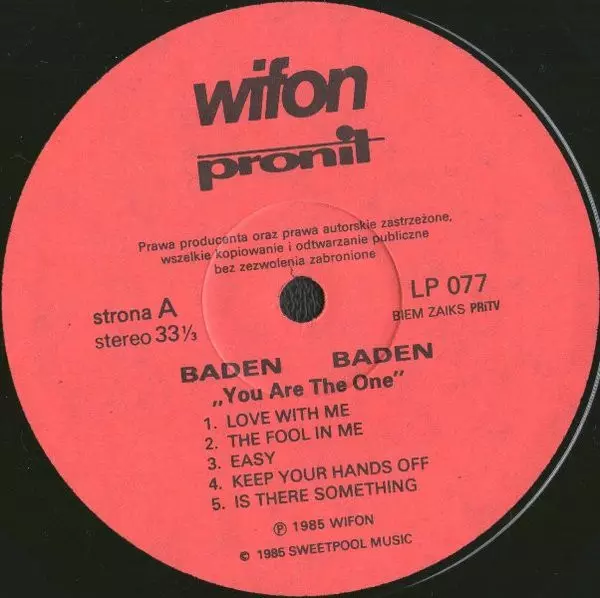 wifon
pronit
Prawa producenta oraz prawa autorskie zastrzeżone,
wszelkie kopiowanie i odtwarzanie publiczne
bez zezwolenia zabronione
strona A
stereo 33 ⅓
LP 077
BIEM ZAIKS PRiTV
BADEN BADEN
„You Are The One”
1. LOVE WITH ME
2. THE FOOL IN ME
3. EASY
4. KEEP YOUR HANDS OFF
5. IS THERE SOMETHING
Ⓟ 1985 WIFON
© 1985 SWEETPOOL MUSIC